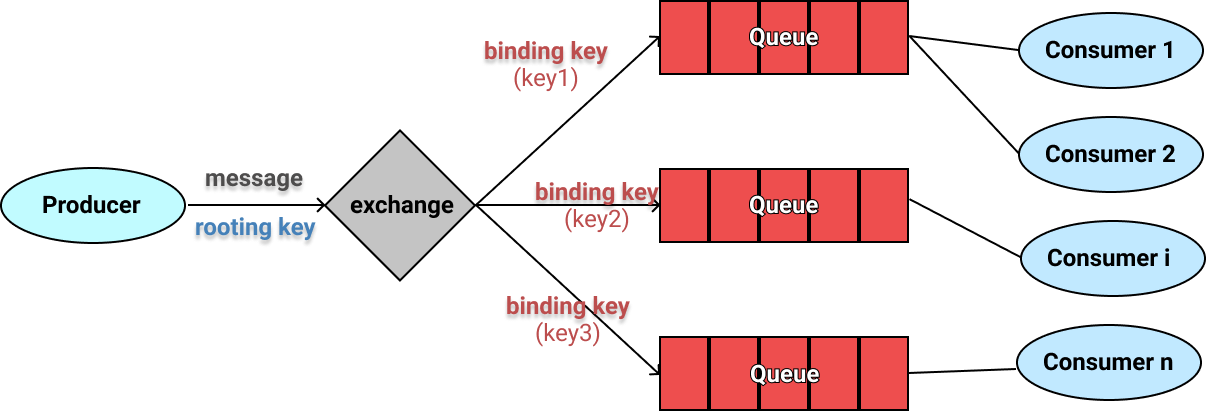 Producer
message
rooting key
exchange
binding key
(key1)
binding key
(key2)
binding key
(key3)
Queue
Queue
Queue
Consumer 1
Consumer 2
Consumer i
Consumer n